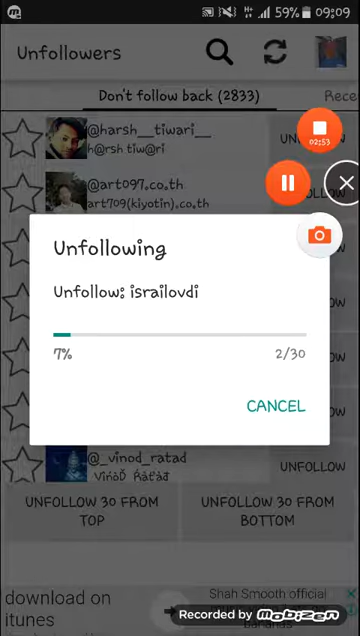 59% 09:09
Unfollowers
Don't follow back (2833)
Rece
@harsh__tiwari__
h@rsh tiw@ri
02:53
@art097.co.th
art709(kiyotin).co.th
Unfollowing
Unfollow: israilovdi
7%
2/30
CANCEL
@_vinod_ratad
UNFOLLOW
UNFOLLOW 30 FROM TOP
UNFOLLOW 30 FROM BOTTOM
download on
itunes
Shah Smooth official
Recorded by Mobizen